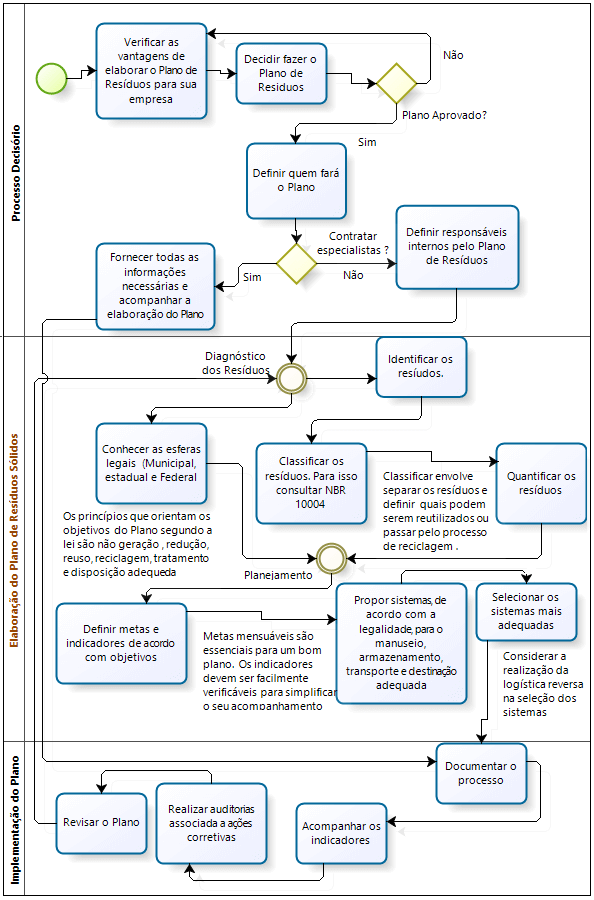 Processo Decisório
Verificar as
vantagens de
elaborar o Plano de
Resíduos para sua
empresa
Decidir fazer o
Plano de
Residuos
Não
Plano Aprovado?
Sim
Definir quem fará
o Plano
Contratar
especialistas ?
Sim
Não
Definir responsáveis
internos pelo Plano
de Resíduos
Fornecer todas as
informações
necessárias e
acompanhar a
elaboração do Plano
Elaboração do Plano de Resíduos Sólidos
Diagnóstico
dos Resíduos
Identificar os
resíudos.
Conhecer as esferas
legais (Municipal,
estadual e Federal
Classificar os
resíduos. Para isso
consultar NBR
10004
Classificar envolve
separar os resíduos e
definir quais podem
serem reutilizados ou
passar pelo processo
de reciclagem .
Quantificar os
resíduos
Os princípios que orientam os
objetivos do Plano segundo a
lei são não geração , redução,
reuso, reciclagem, tratamento
e disposição adequeda
Planejamento
Definir metas e
indicadores de acordo
com objetivos
Metas mensuáveis são
essenciais para um bom
plano. Os indicadores
devem ser facilmente
verificáveis para simplificar
o seu acompanhamento
Propor sistemas, de
acordo com a
legalidade, para o
manuseio,
armazenamento,
transporte e destinação
adequada
Selecionar os
sistemas mais
adequadas
Considerar a
realização da
logística reversa
na seleção dos
sistemas
Implementação do Plano
Documentar o
processo
Acompanhar os
indicadores
Realizar auditorias
associada a ações
corretivas
Revisar o Plano